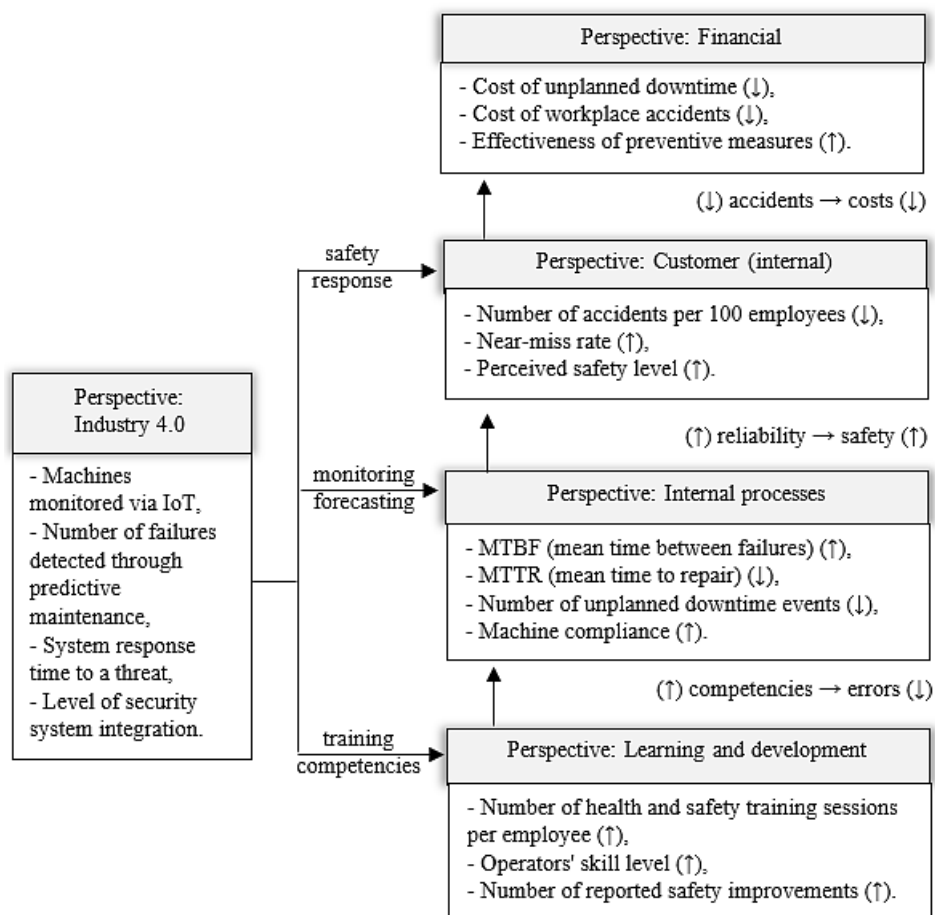 Perspective: Financial
- Cost of unplanned downtime (↓),
- Cost of workplace accidents (↓),
- Effectiveness of preventive measures (↑).
(↓) accidents → costs (↓)
safety
response
Perspective: Customer (internal)
- Number of accidents per 100 employees (↓),
- Near-miss rate (↑),
- Perceived safety level (↑).
(↑) reliability → safety (↑)
Perspective:
Industry 4.0
- Machines
monitored via IoT,
- Number of failures
detected through
predictive
maintenance,
- System response
time to a threat,
- Level of security
system integration.
monitoring
forecasting
Perspective: Internal processes
- MTBF (mean time between failures) (↑),
- MTTR (mean time to repair) (↓),
- Number of unplanned downtime events (↓),
- Machine compliance (↑).
(↑) competencies → errors (↓)
training
competencies
Perspective: Learning and development
- Number of health and safety training sessions
per employee (↑),
- Operators' skill level (↑),
- Number of reported safety improvements (↑).